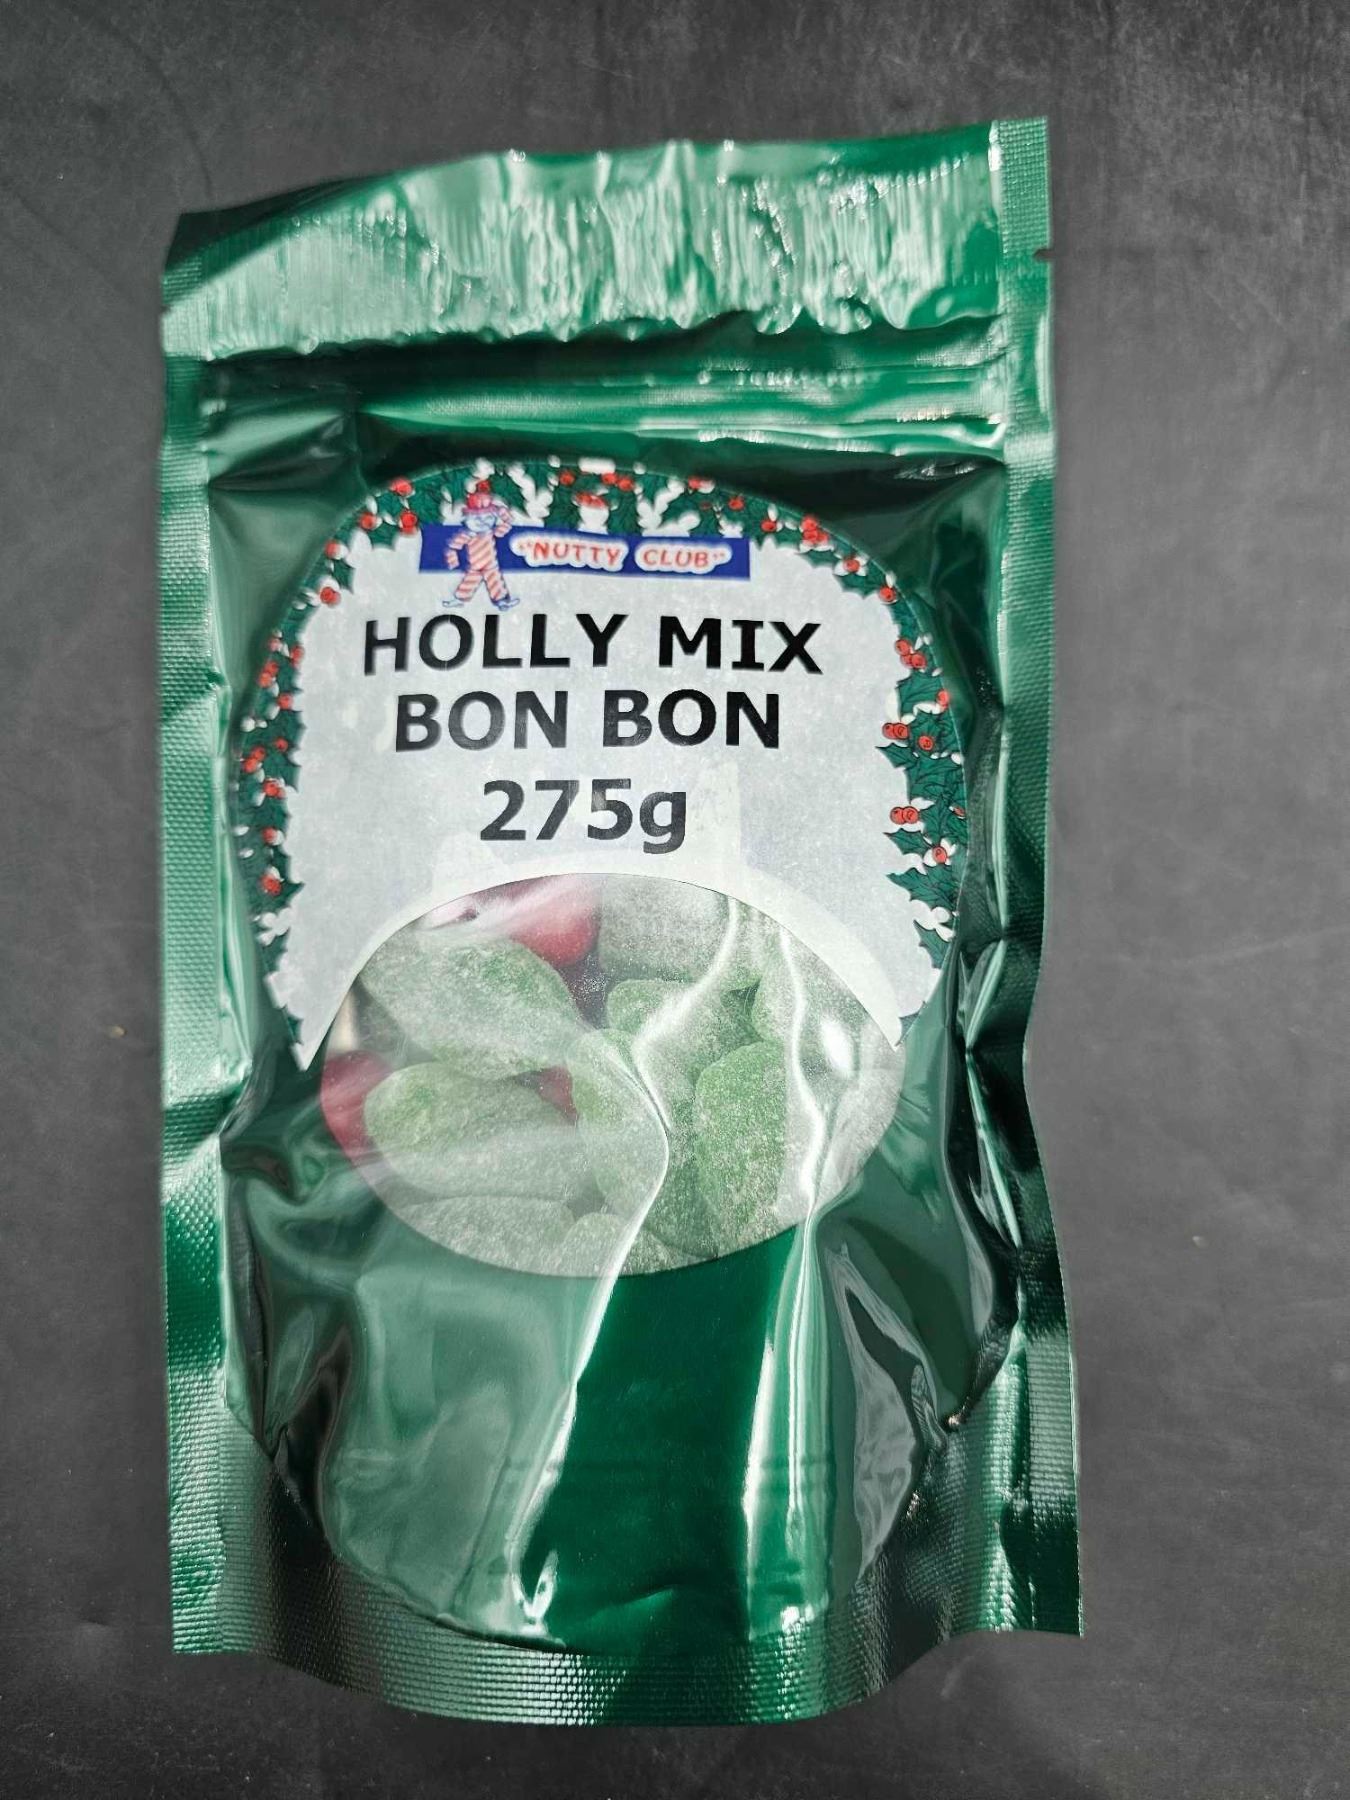 "NUTTY CLUB"
HOLLY MIX
BON BON
275g